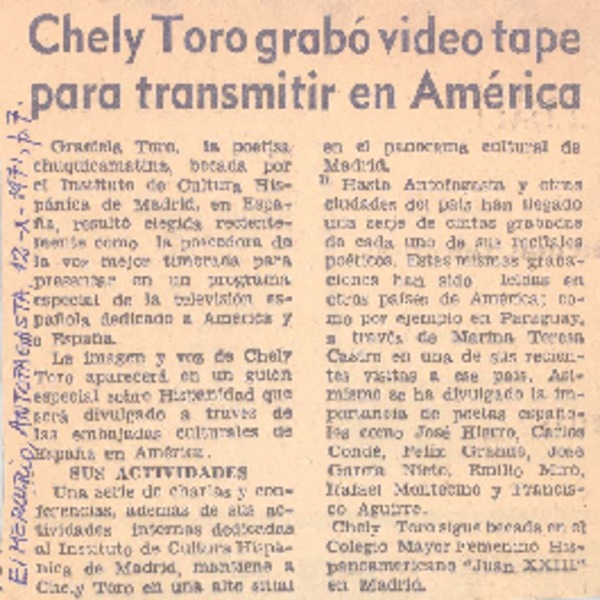 Chely Toro grabó video tape
para transmitir en América
Graciela Toro, la poetisa
chuquicamatina, becada por
el Instituto de Cultura His-
pánica de Madrid, en Espa-
ña, resultó elegida reciente-
mente como la poseedora de
la voz mejor timbrada para
presentar en un programa
especial de la televisión es-
pañola dedicado a América y
a España.
La imagen y voz de Chely
Toro aparecerá en un guión
especial sobre Hispanidad que
será divulgado a través de
las embajadas culturales de
España en América.
SUS ACTIVIDADES
Una serie de charlas y con-
ferencias, además de sus ac-
tividades internas dedicadas
al Instituto de Cultura Hispá-
nica de Madrid, mantiene a
Chely Toro en una alto sitial
en el panorama cultural de
Madrid.
Hasta Antofagasta y otras
ciudades del país han llegado
una serie de cintas grabadas
de cada uno de sus recitales
poéticos. Estas mismas graba-
ciones han sido leídas en
otros países de América; co-
mo por ejemplo en Paraguay,
a través de Marina Teresa
Castro en una de sus recien-
tes visitas a ese país. Asi-
mismo se ha divulgado la im-
portancia de poetas españo-
les como José Hierro, Carlos
Condé, Felix Grande, José
García Nieto, Emilio Miró,
Rafael Montecino y Francis-
co Aguirre.
Chely Toro sigue becada en el
Colegio Mayor Femenino His-
panoamericano "Juan XXIII"
en Madrid.
El MERCURIO, ANTOFAGASTA, 12-X-1971, p.7.